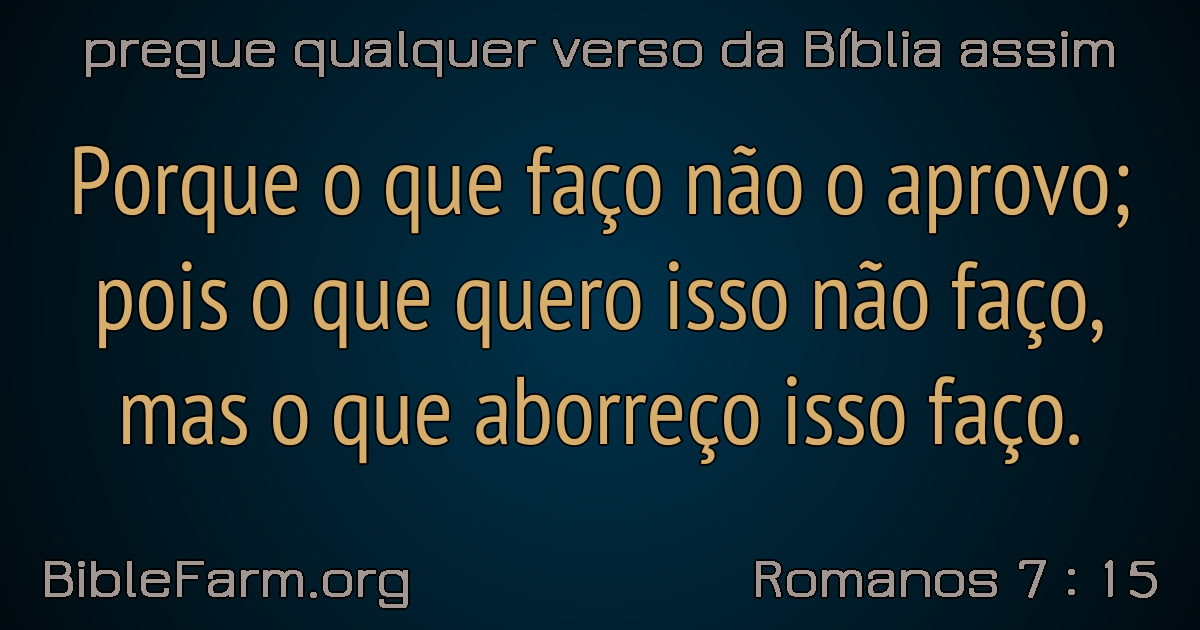 pregue qualquer verso da Bíblia assim
Porque o que faço não o aprovo;
pois o que quero isso não faço,
mas o que aborreço isso faço.
BibleFarm.org
Romanos 7 : 15